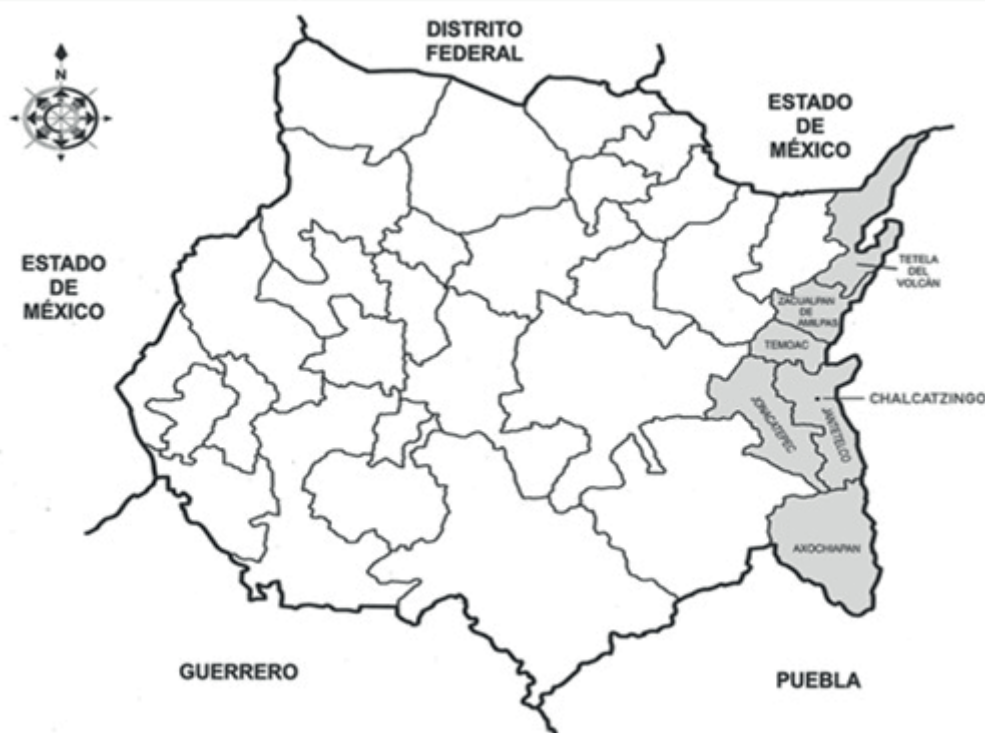 DISTRITO
FEDERAL
N
ESTADO
DE
MÉXICO
ESTADO
DE
MÉXICO
TETELA
DEL
VOLCÁN
ZACUALPAN
DE
AMILPAS
TEMOAC
CHALCATZINGO
JONACATEPEC
JANTETELCO
AXOCHIAPAN
GUERRERO
PUEBLA